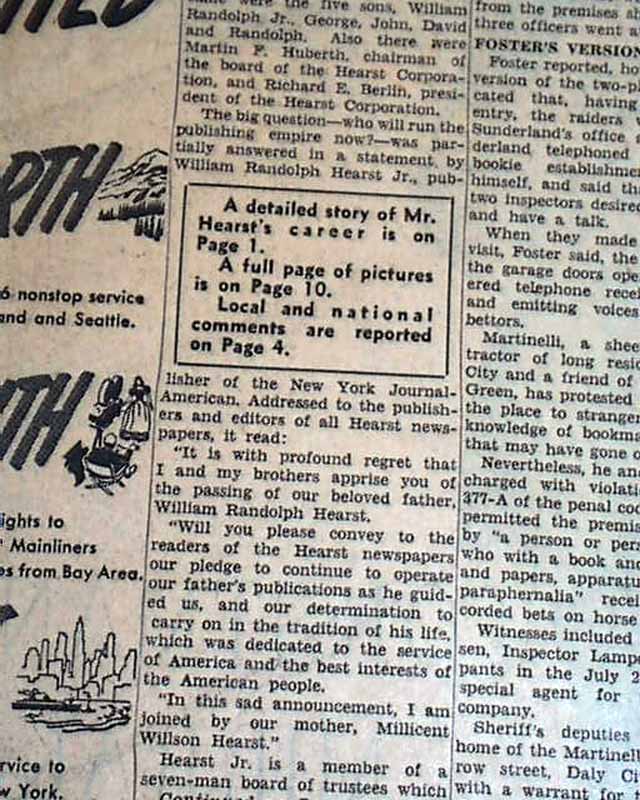 RTH
6 nonstop service
and and Seattle.
TH
ights to
Mainliners
es from Bay Area.
rvice to
w York.
were the five sons, William
Randolph Jr., George, John, David
and Randolph. Also there were
Martin F. Huberth, chairman of
the board of the Hearst Corpora-
tion, and Richard E. Berlin, presi-
dent of the Hearst Corporation.
The big question—who will run the
publishing empire now?—was par-
tially answered in a statement by
William Randolph Hearst Jr., pub-
A detailed story of Mr.
Hearst's career is on
Page 1.
A full page of pictures
is on Page 10.
Local and national
comments are reported
on Page 4.
lisher of the New York Journal-
American. Addressed to the publish-
ers and editors of all Hearst news-
papers, it read:
"It is with profound regret that
I and my brothers apprise you of
the passing of our beloved father,
William Randolph Hearst.
"Will you please convey to the
readers of the Hearst newspapers
our pledge to continue to operate
our father's publications as he guid-
ed us, and our determination to
carry on in the tradition of his life,
which was dedicated to the service
of America and the best interests of
the American people.
"In this sad announcement, I am
joined by our mother, Millicent
Willson Hearst."
Hearst Jr. is a member of a
seven-man board of trustees which
from the premises
three officers went
FOSTER'S VERSION
Foster reported, ho
version of the two-
cated that, having
entry, the raiders
Sunderland's office
derland telephoned
bookie establishme
himself, and said th
two inspectors desired
and have a talk.
When they made
visit, Foster said, the
the garage doors ope
ered telephone rece
and emitting voices
bettors.
Martinelli, a shee
tractor of long resid
City and a friend of
Green, has protested
the place to stranger
knowledge of bookm
that may have gone o
Nevertheless, he an
charged with violati
377-A of the penal cod
permitted the premis
by "a person or pers
who with a book and
and papers, apparatu
paraphernalia" recei
corded bets on horse
Witnesses included
sen, Inspector Lamp
pants in the July 2
special agent for
company.
Sheriff's deputies
home of the Martinel
row street, Daly Ci
with a warrant for